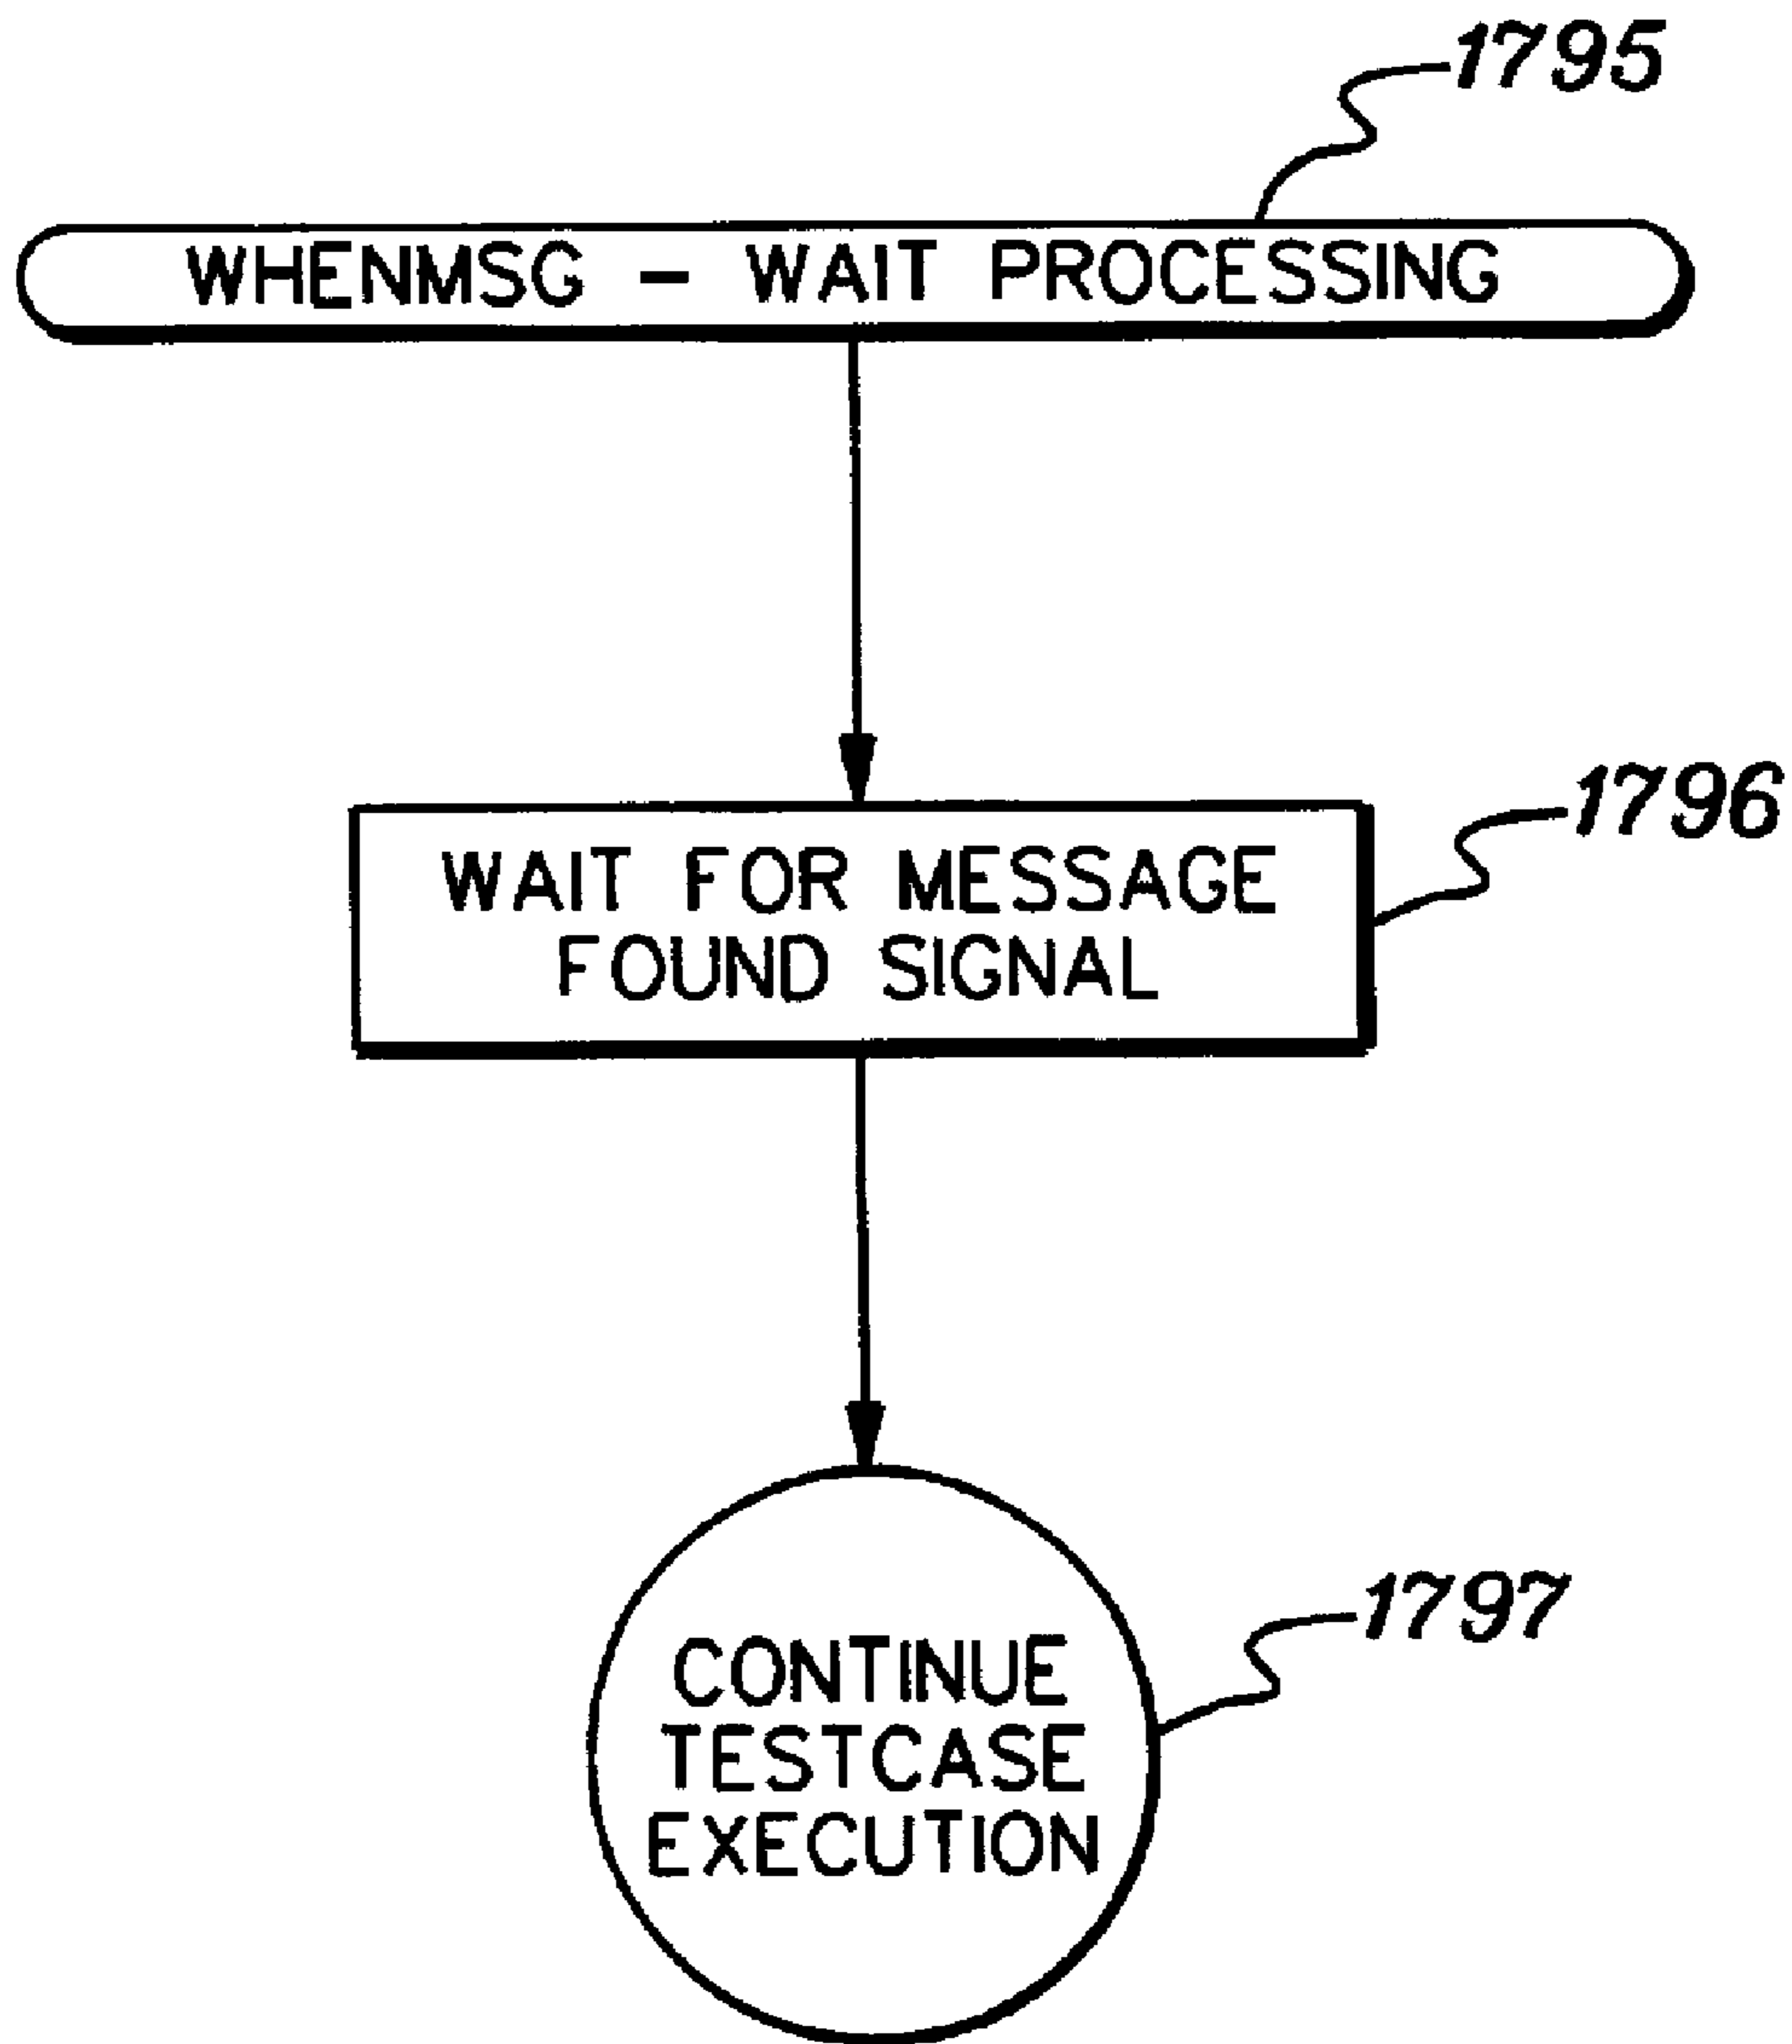 1795
WHENMSG - WAIT PROCESSING
1796
WAIT FOR MESSAGE
FOUND SIGNAL
1797
CONTINUE
TESTCASE
EXECUTION